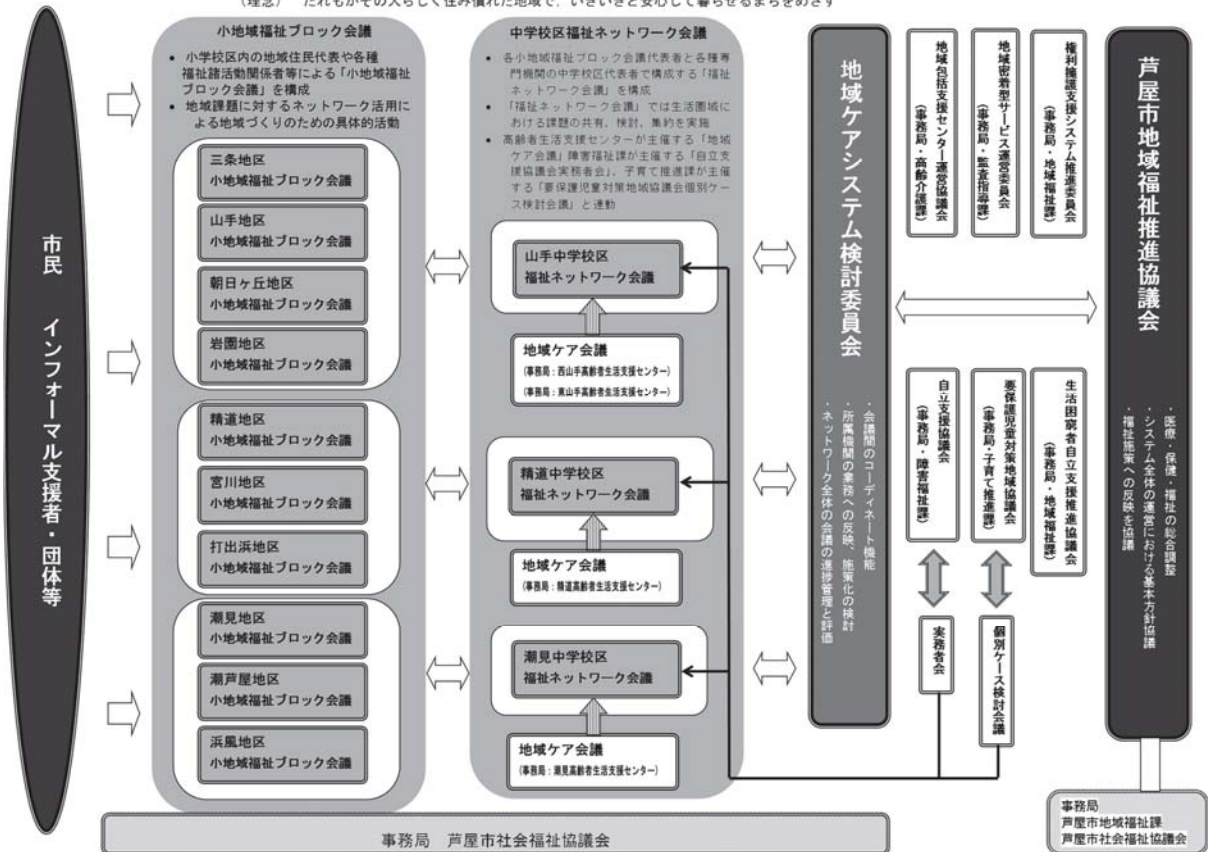 (理念) だれもがその人らしく住み慣れた地域で，いきいきと安心して暮らせるまちをめざす
市民 インフォーマル支援者・団体等
小地域福祉ブロック会議
● 小学校区内の地域住民代表や各種
福祉諸活動関係者等による「小地域福祉
ブロック会議」を構成
● 地域課題に対するネットワーク活用に
よる地域づくりのための具体的活動
三条地区
小地域福祉ブロック会議
山手地区
小地域福祉ブロック会議
朝日ヶ丘地区
小地域福祉ブロック会議
岩園地区
小地域福祉ブロック会議
精道地区
小地域福祉ブロック会議
宮川地区
小地域福祉ブロック会議
打出浜地区
小地域福祉ブロック会議
潮見地区
小地域福祉ブロック会議
潮芦屋地区
小地域福祉ブロック会議
浜風地区
小地域福祉ブロック会議
中学校区福祉ネットワーク会議
● 各小地域福祉ブロック会議代表者と各種専
門機関の中学校区代表者で構成する「福祉
ネットワーク会議」を構成
● 「福祉ネットワーク会議」では生活圏域に
おける課題の共有、検討、集約を実施
● 高齢者生活支援センターが主催する「地域
ケア会議」障害福祉課が主催する「自立支
援協議会実務者会」、子育て推進課が主催
する「要保護児童対策地域協議会個別ケー
ス検討会議」と連動
山手中学校区
福祉ネットワーク会議
地域ケア会議
(事務局：西山手高齢者生活支援センター)
(事務局：東山手高齢者生活支援センター)
精道中学校区
福祉ネットワーク会議
地域ケア会議
(事務局：精道高齢者生活支援センター)
潮見中学校区
福祉ネットワーク会議
地域ケア会議
(事務局：潮見高齢者生活支援センター)
地域ケアシステム検討委員会
・会議間のコーディネート機能
・所属機関の業務への反映、施策化の検討
・ネットワーク全体の会議の進捗管理と評価
権利擁護支援システム推進委員会
(事務局・地域福祉課)
地域密着型サービス運営委員会
(事務局・監査指導課)
地域包括支援センター運営協議会
(事務局・高齢介護課)
生活困窮者自立支援推進協議会
(事務局・地域福祉課)
要保護児童対策地域協議会
(事務局・子育て推進課)
自立支援協議会
(事務局・障害福祉課)
個別ケース検討会議
実務者会
芦屋市地域福祉推進協議会
・医療・保健・福祉の総合調整
・システム全体の運営における基本方針協議
・福祉施策への反映を協議
事務局 芦屋市社会福祉協議会
事務局
芦屋市地域福祉課
芦屋市社会福祉協議会